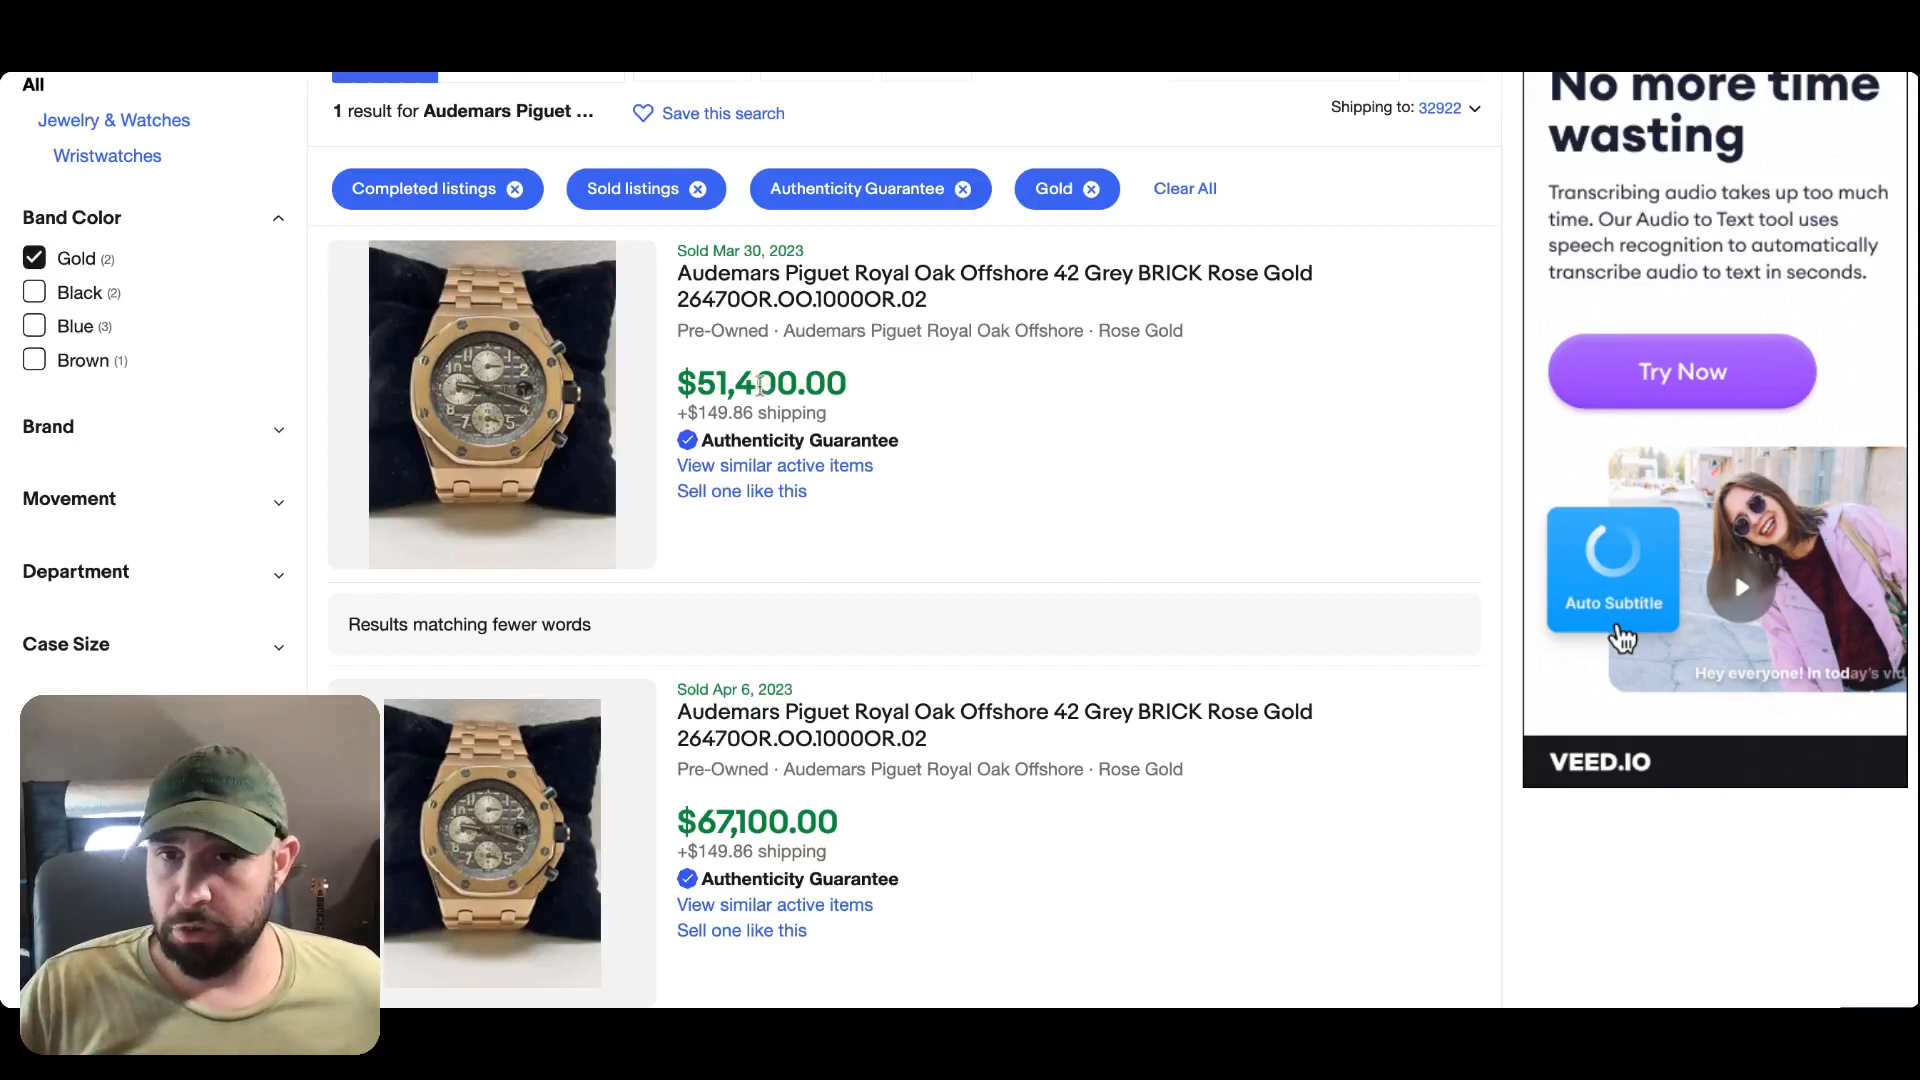 All
Jewelry & Watches
Wristwatches
Band Color
Gold (2)
Black (2)
Blue (3)
Brown (1)
Brand
Movement
Department
Case Size
1 result for Audemars Piguet ...
Save this search
Shipping to: 32922
Completed listings
Sold listings
Authenticity Guarantee
Gold
Clear All
Sold Mar 30, 2023
Audemars Piguet Royal Oak Offshore 42 Grey BRICK Rose Gold
26470OR.OO.1000OR.02
Pre-Owned · Audemars Piguet Royal Oak Offshore · Rose Gold
$51,400.00
+$149.86 shipping
Authenticity Guarantee
View similar active items
Sell one like this
Results matching fewer words
Sold Apr 6, 2023
Audemars Piguet Royal Oak Offshore 42 Grey BRICK Rose Gold
26470OR.OO.1000OR.02
Pre-Owned · Audemars Piguet Royal Oak Offshore · Rose Gold
$67,100.00
+$149.86 shipping
Authenticity Guarantee
View similar active items
Sell one like this
No more time
wasting
Transcribing audio takes up too much
time. Our Audio to Text tool uses
speech recognition to automatically
transcribe audio to text in seconds.
Try Now
Auto Subtitle
Hey everyone! In today's vid
VEED.IO